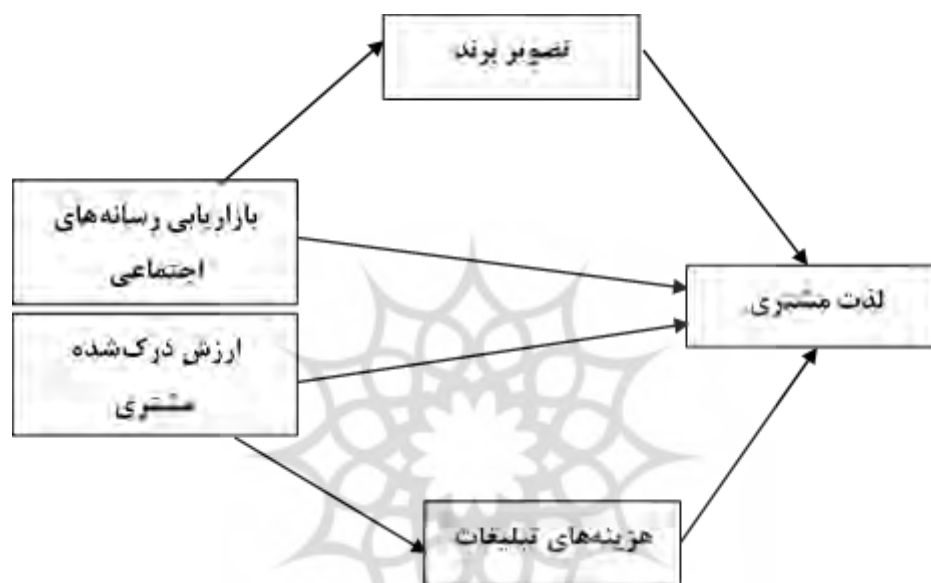 تصویر برند
بازاریابی رسانه‌های
اجتماعی
لذت مشتری
ارزش درک‌شده
مشتری
هزینه‌های تبلیغات